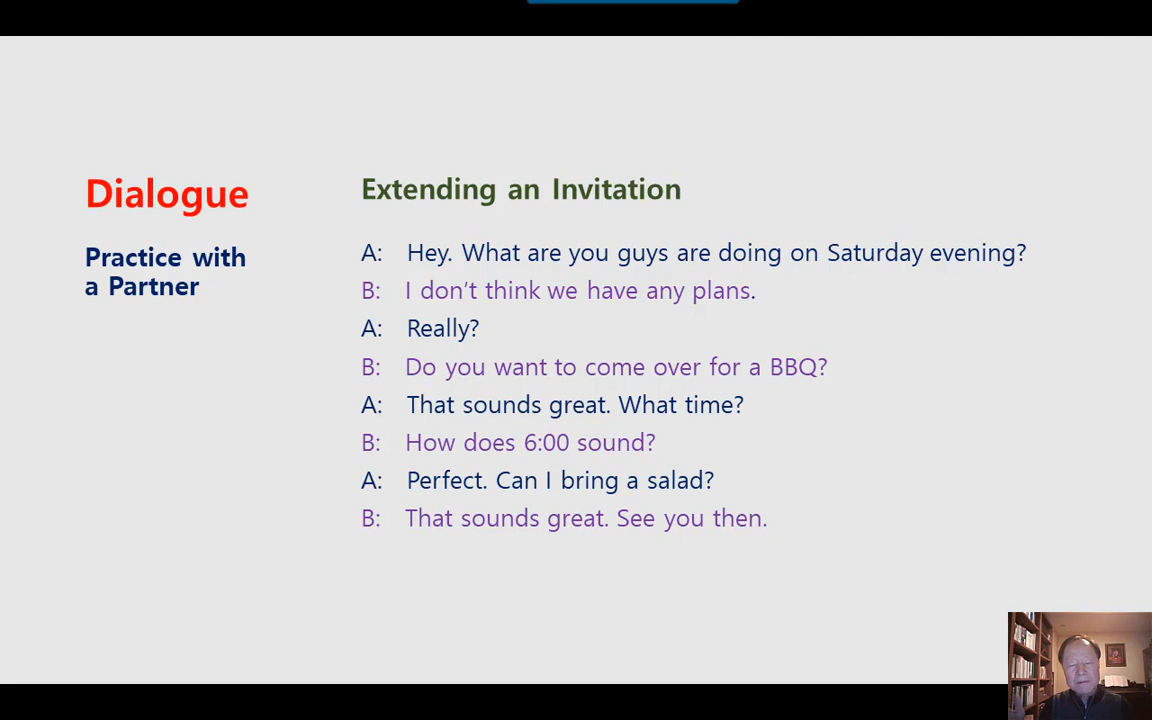 Dialogue
Practice with
a Partner
Extending an Invitation
A: Hey. What are you guys are doing on Saturday evening?
B: I don't think we have any plans.
A: Really?
B: Do you want to come over for a BBQ?
A: That sounds great. What time?
B: How does 6:00 sound?
A: Perfect. Can I bring a salad?
B: That sounds great. See you then.